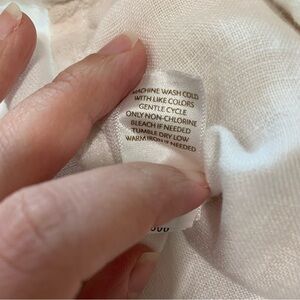 MACHINE WASH COLD
WITH LIKE COLORS
GENTLE CYCLE
ONLY NON-CHLORINE
BLEACH IF NEEDED
TUMBLE DRY LOW
WARM IRON IF NEEDED